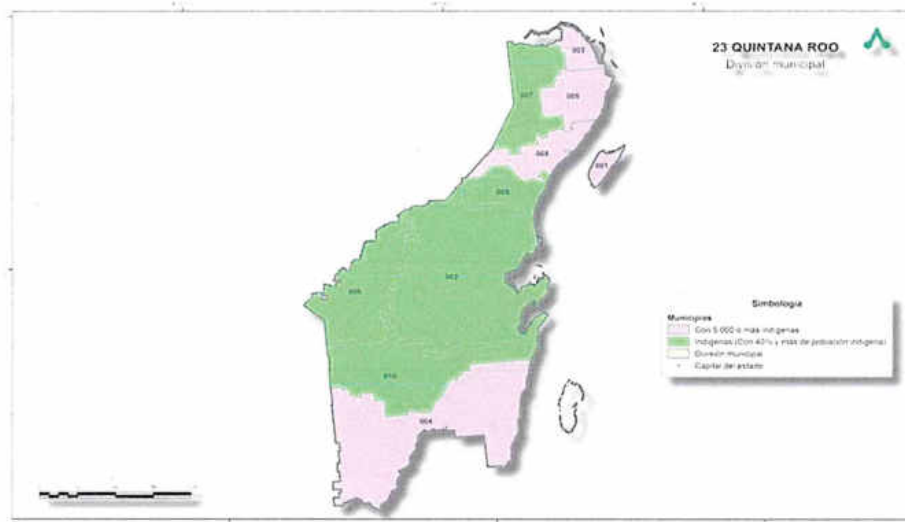 23 QUINTANA ROO
División municipal
003
007
005
008
001
009
002
006
010
004
Simbología
Municipios
Con 5 000 o más indígenas
Indígenas (Con 40% y más de población indígena)
División municipal
Capital del estado